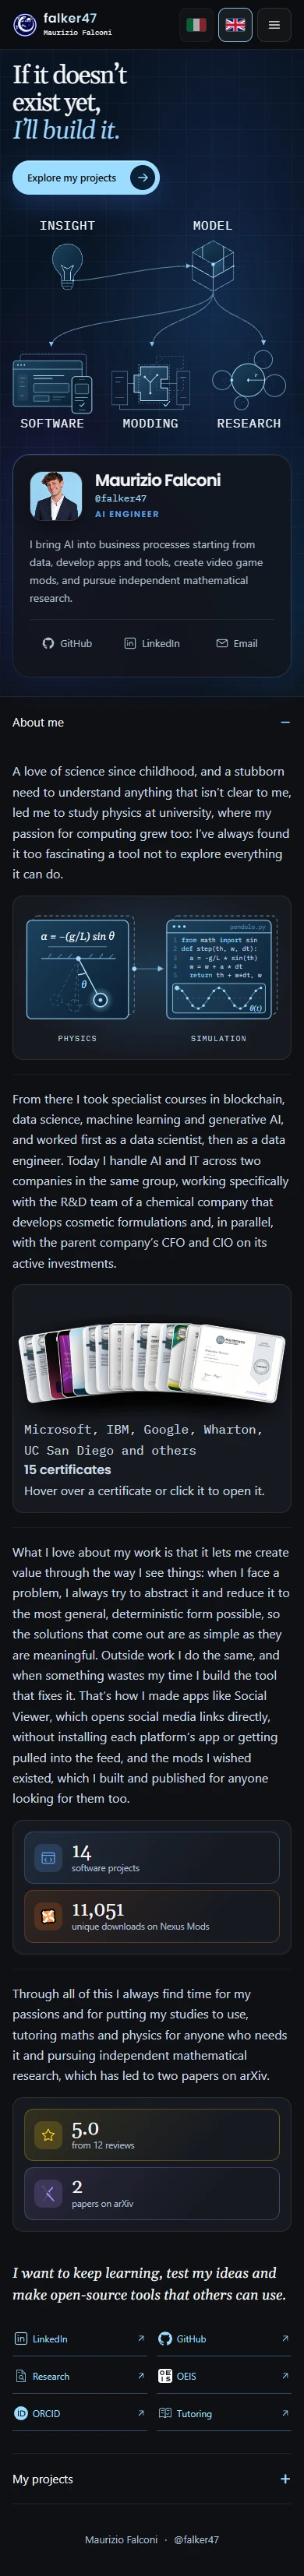 falker47
Maurizio Falconi
If it doesn't
exist yet,
I'll build it.
Explore my projects
INSIGHT
MODEL
SOFTWARE
MODDING
RESEARCH
Maurizio Falconi
@falker47
AI ENGINEER
I bring AI into business processes starting from
data, develop apps and tools, create video game
mods, and pursue independent mathematical
research.
GitHub
LinkedIn
Email
About me
A love of science since childhood, and a stubborn
need to understand anything that isn't clear to me,
led me to study physics at university, where my
passion for computing grew too: I've always found
it too fascinating a tool not to explore everything
it can do.
α = −(g/L) sin θ
θ
pendolo.py
1 from math import sin
2 def step(th, w, dt):
3 a = -g/L * sin(th)
4 w = w + a * dt
5 return th + w*dt, w
θ(t)
PHYSICS
SIMULATION
From there I took specialist courses in blockchain,
data science, machine learning and generative AI,
and worked first as a data scientist, then as a data
engineer. Today I handle AI and IT across two
companies in the same group, working specifically
with the R&D team of a chemical company that
develops cosmetic formulations and, in parallel,
with the parent company's CFO and CIO on its
active investments.
Microsoft, IBM, Google, Wharton,
UC San Diego and others
15 certificates
Hover over a certificate or click it to open it.
What I love about my work is that it lets me create
value through the way I see things: when I face a
problem, I always try to abstract it and reduce it to
the most general, deterministic form possible, so
the solutions that come out are as simple as they
are meaningful. Outside work I do the same, and
when something wastes my time I build the tool
that fixes it. That's how I made apps like Social
Viewer, which opens social media links directly,
without installing each platform's app or getting
pulled into the feed, and the mods I wished
existed, which I built and published for anyone
looking for them too.
14
software projects
11,051
unique downloads on Nexus Mods
Through all of this I always find time for my
passions and for putting my studies to use,
tutoring maths and physics for anyone who needs
it and pursuing independent mathematical
research, which has led to two papers on arXiv.
5.0
from 12 reviews
2
papers on arXiv
I want to keep learning, test my ideas and
make open-source tools that others can use.
LinkedIn
GitHub
Research
OEIS
ORCID
Tutoring
My projects
Maurizio Falconi · @falker47